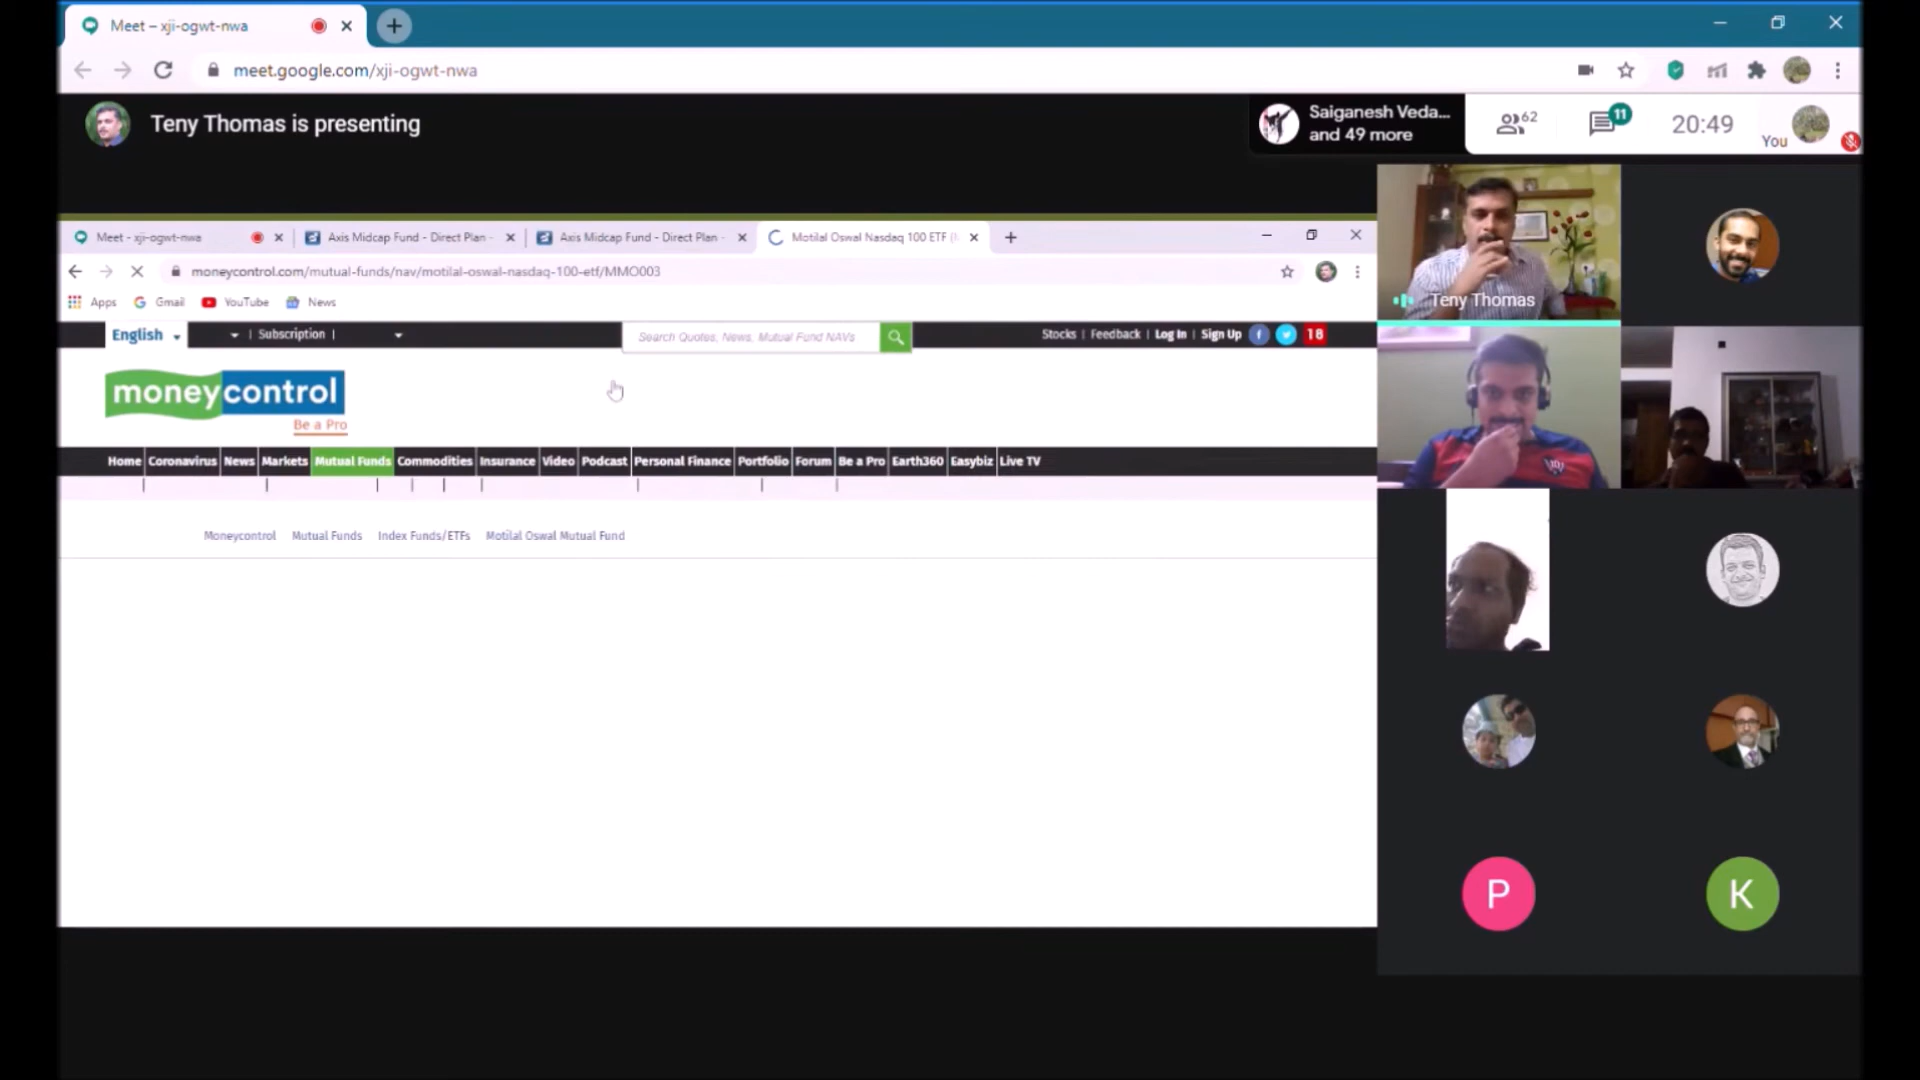 Meet – xji-ogwt-nwa
meet.google.com/xji-ogwt-nwa
Teny Thomas is presenting
Saiganesh Veda...
and 49 more
62
11
20:49
You
Meet - xji-ogwt-nwa
Axis Midcap Fund - Direct Plan -
Axis Midcap Fund - Direct Plan -
Motilal Oswal Nasdaq 100 ETF (
moneycontrol.com/mutual-funds/nav/motilal-oswal-nasdaq-100-etf/MMO003
Apps Gmail YouTube News
English | Subscription |
Search Quotes, News, Mutual Fund NAVs
Stocks | Feedback | Log In | Sign Up 18
moneycontrol
Be a Pro
Home Coronavirus News Markets Mutual Funds Commodities Insurance Video Podcast Personal Finance Portfolio Forum Be a Pro Earth360 Easybiz Live TV
Moneycontrol Mutual Funds Index Funds/ETFs Motilal Oswal Mutual Fund
Teny Thomas
P
K